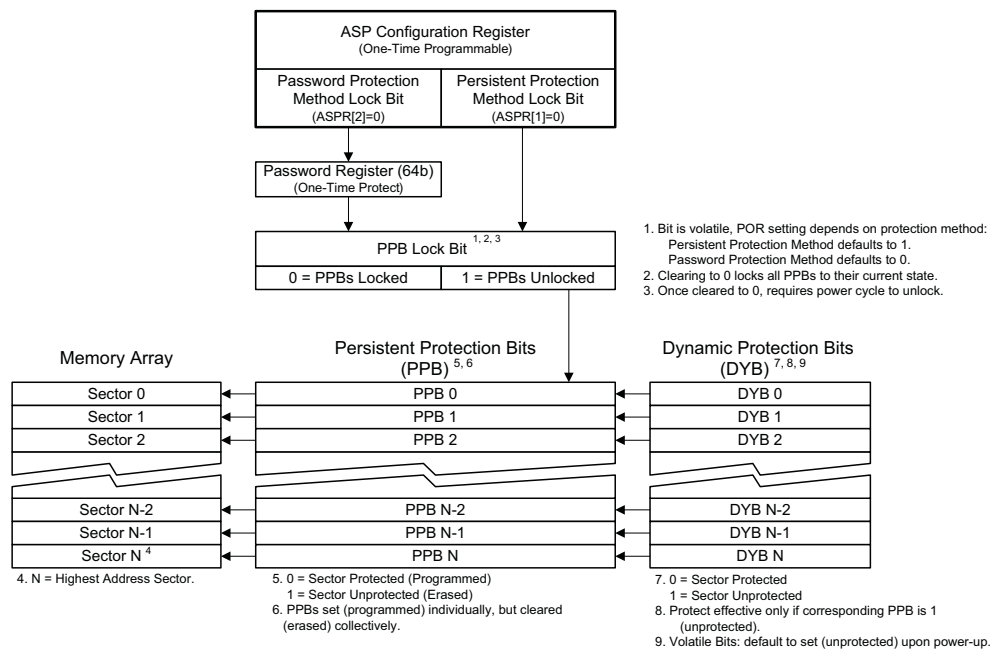 ASP Configuration Register
(One-Time Programmable)
Password Protection
Method Lock Bit
(ASPR[2]=0)
Persistent Protection
Method Lock Bit
(ASPR[1]=0)
Password Register (64b)
(One-Time Protect)
PPB Lock Bit 1, 2, 3
0 = PPBs Locked
1 = PPBs Unlocked
1. Bit is volatile, POR setting depends on protection method:
Persistent Protection Method defaults to 1.
Password Protection Method defaults to 0.
2. Clearing to 0 locks all PPBs to their current state.
3. Once cleared to 0, requires power cycle to unlock.
Memory Array
Sector 0
Sector 1
Sector 2
Sector N-2
Sector N-1
Sector N 4
4. N = Highest Address Sector.
Persistent Protection Bits
(PPB) 5, 6
PPB 0
PPB 1
PPB 2
PPB N-2
PPB N-1
PPB N
5. 0 = Sector Protected (Programmed)
1 = Sector Unprotected (Erased)
6. PPBs set (programmed) individually, but cleared
(erased) collectively.
Dynamic Protection Bits
(DYB) 7, 8, 9
DYB 0
DYB 1
DYB 2
DYB N-2
DYB N-1
DYB N
7. 0 = Sector Protected
1 = Sector Unprotected
8. Protect effective only if corresponding PPB is 1
(unprotected).
9. Volatile Bits: default to set (unprotected) upon power-up.